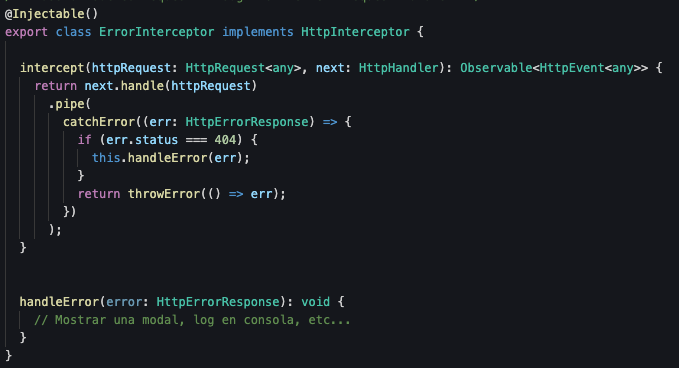 @Injectable()
export class ErrorInterceptor implements HttpInterceptor {
intercept(httpRequest: HttpRequest<any>, next: HttpHandler): Observable<HttpEvent<any>> {
return next.handle(httpRequest)
.pipe(
catchError((err: HttpErrorResponse) => {
if (err.status === 404) {
this.handleError(err);
}
return throwError(() => err);
})
);
}
handleError(error: HttpErrorResponse): void {
// Mostrar una modal, log en consola, etc...
}
}